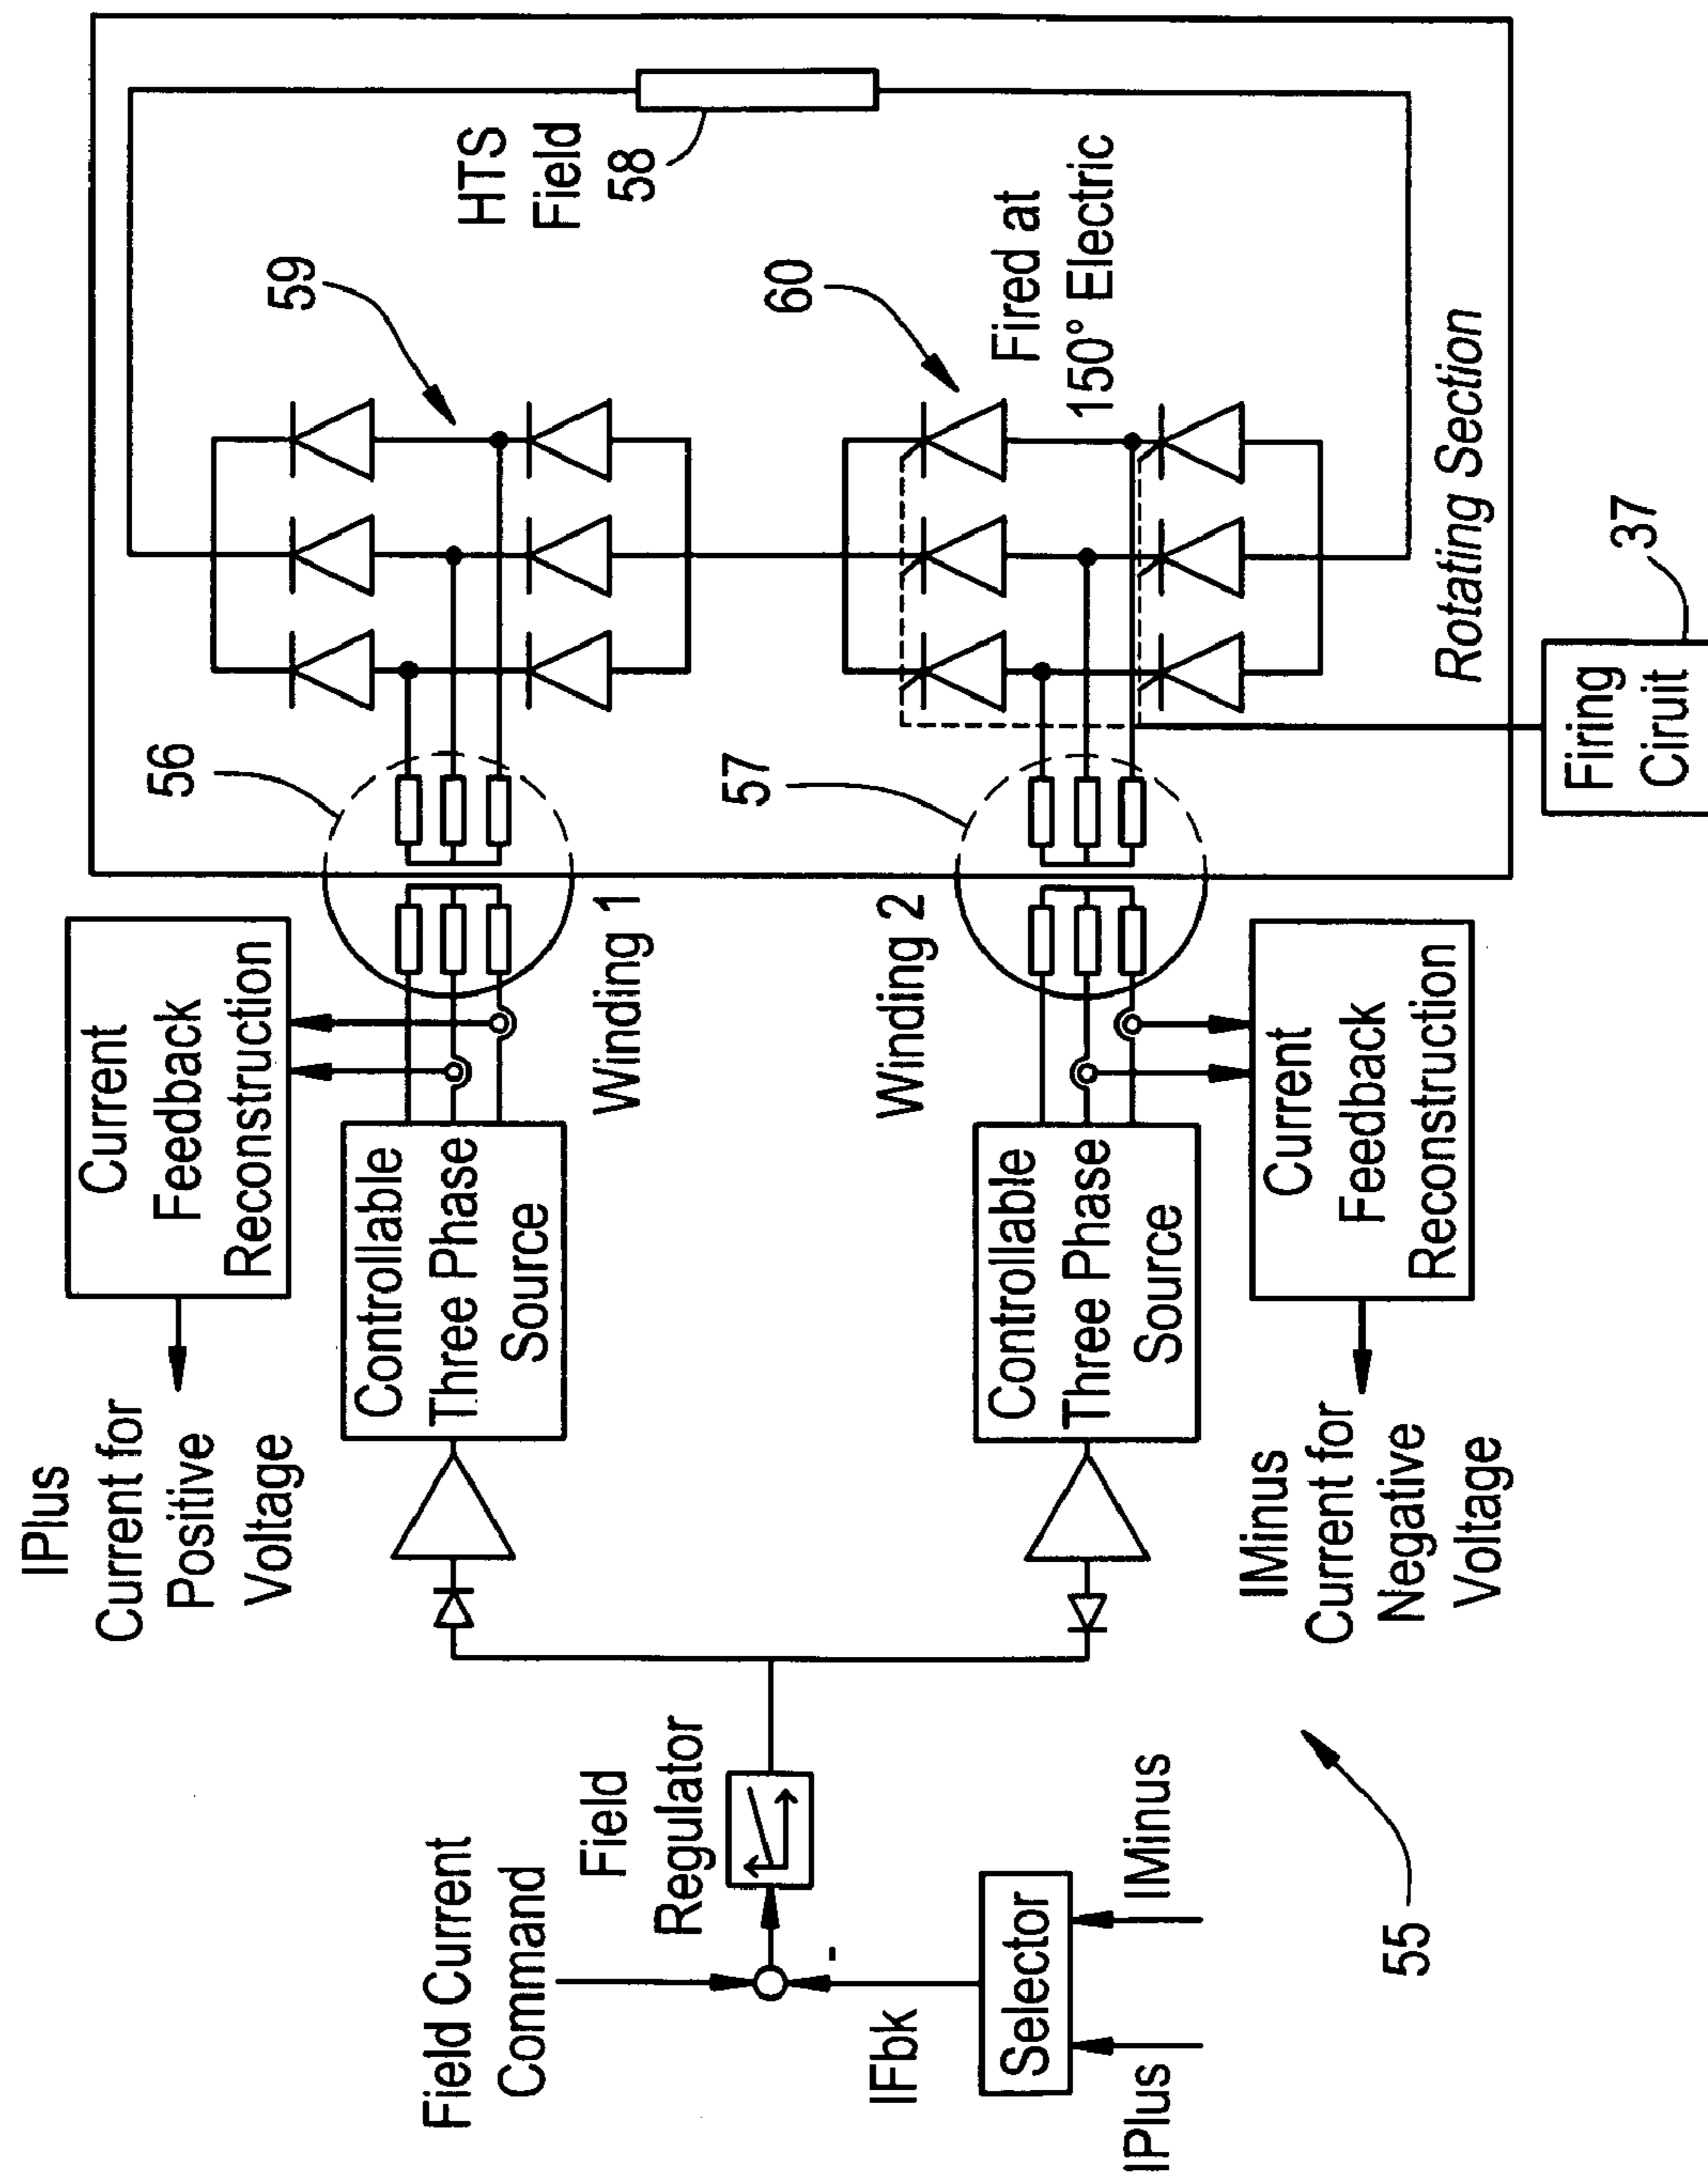 IPlus
Current for
Positive
Voltage
Current
Feedback
Reconstruction
56
59
HTS
Field
58
Controllable
Three Phase
Source
Winding 1
Field Current
Command
Field
Regulator
IFbk
-
Selector
IPlus
IMinus
55
Winding 2
57
60
Fired at
150° Electric
Controllable
Three Phase
Source
IMinus
Current for
Negative
Voltage
Current
Feedback
Reconstruction
Rotating Section
Firing
Ciruit
37